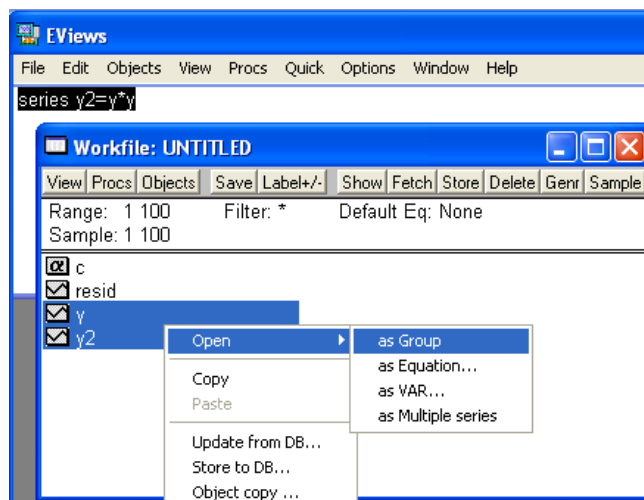 EViews
File Edit Objects View Procs Quick Options Window Help
series y2=y*y
Workfile: UNTITLED
View Procs Objects Save Label+/- Show Fetch Store Delete Genr Sample
Range: 1 100 Filter: * Default Eq: None
Sample: 1 100
α c
resid
y
y2
Open
Copy
Paste
Update from DB...
Store to DB...
Object copy ...
as Group
as Equation...
as VAR...
as Multiple series